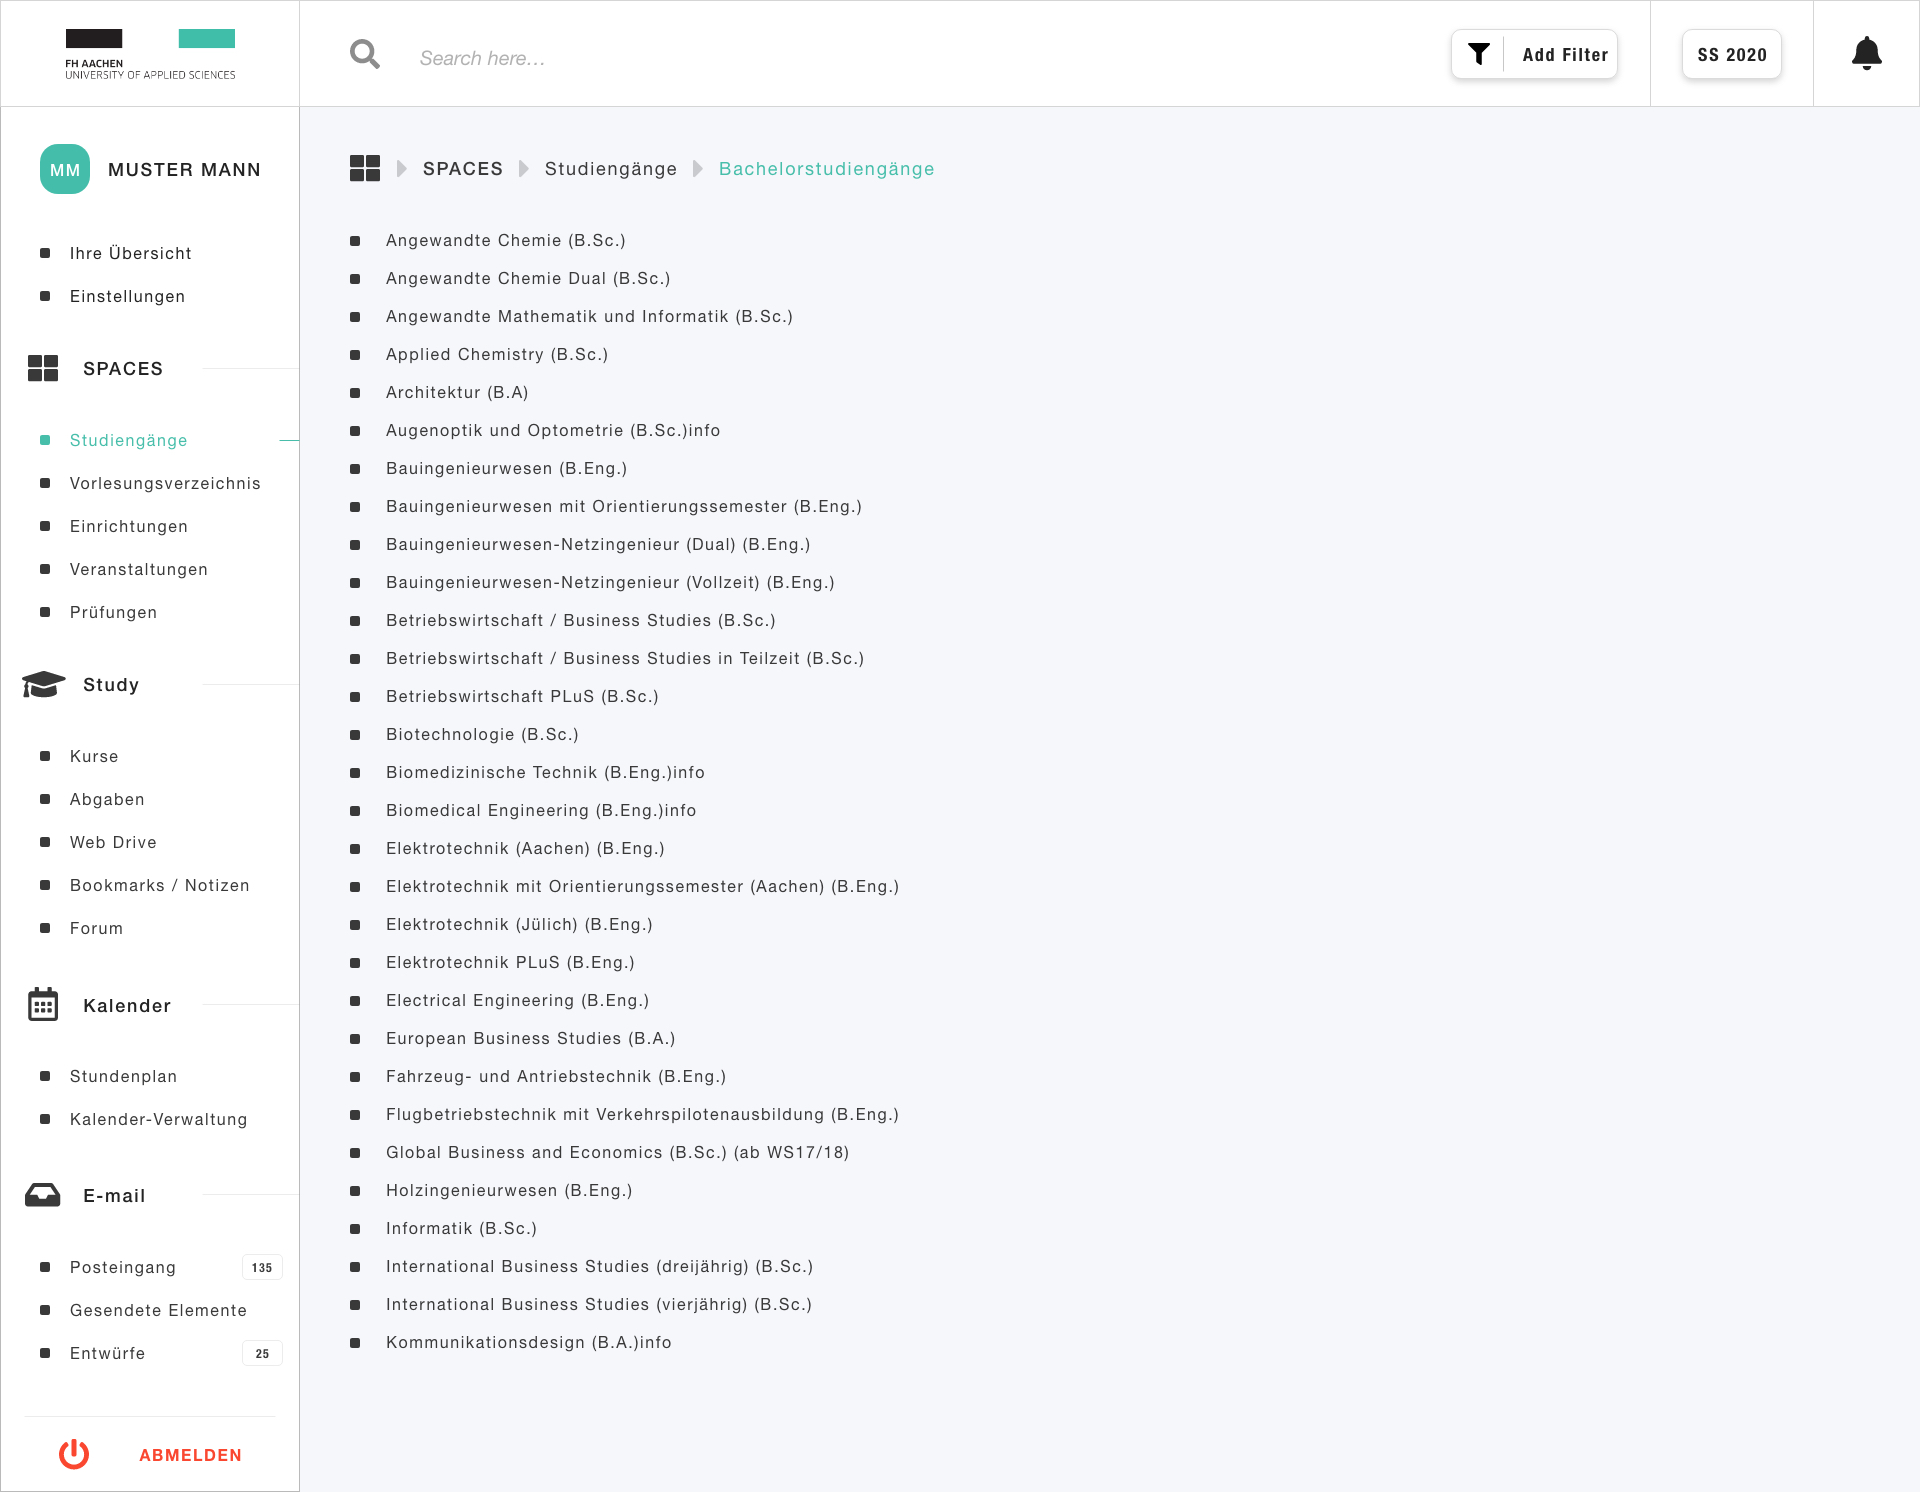 FH AACHEN
UNIVERSITY OF APPLIED SCIENCES
Search here...
Add Filter
SS 2020
MM
MUSTER MANN
Ihre Übersicht
Einstellungen
SPACES
Studiengänge
Vorlesungsverzeichnis
Einrichtungen
Veranstaltungen
Prüfungen
Study
Kurse
Abgaben
Web Drive
Bookmarks / Notizen
Forum
Kalender
Stundenplan
Kalender-Verwaltung
E-mail
Posteingang 135
Gesendete Elemente
Entwürfe 25
ABMELDEN
SPACES Studiengänge Bachelorstudiengänge
Angewandte Chemie (B.Sc.)
Angewandte Chemie Dual (B.Sc.)
Angewandte Mathematik und Informatik (B.Sc.)
Applied Chemistry (B.Sc.)
Architektur (B.A)
Augenoptik und Optometrie (B.Sc.)info
Bauingenieurwesen (B.Eng.)
Bauingenieurwesen mit Orientierungssemester (B.Eng.)
Bauingenieurwesen-Netzingenieur (Dual) (B.Eng.)
Bauingenieurwesen-Netzingenieur (Vollzeit) (B.Eng.)
Betriebswirtschaft / Business Studies (B.Sc.)
Betriebswirtschaft / Business Studies in Teilzeit (B.Sc.)
Betriebswirtschaft PLuS (B.Sc.)
Biotechnologie (B.Sc.)
Biomedizinische Technik (B.Eng.)info
Biomedical Engineering (B.Eng.)info
Elektrotechnik (Aachen) (B.Eng.)
Elektrotechnik mit Orientierungssemester (Aachen) (B.Eng.)
Elektrotechnik (Jülich) (B.Eng.)
Elektrotechnik PLuS (B.Eng.)
Electrical Engineering (B.Eng.)
European Business Studies (B.A.)
Fahrzeug- und Antriebstechnik (B.Eng.)
Flugbetriebstechnik mit Verkehrspilotenausbildung (B.Eng.)
Global Business and Economics (B.Sc.) (ab WS17/18)
Holzingenieurwesen (B.Eng.)
Informatik (B.Sc.)
International Business Studies (dreijährig) (B.Sc.)
International Business Studies (vierjährig) (B.Sc.)
Kommunikationsdesign (B.A.)info